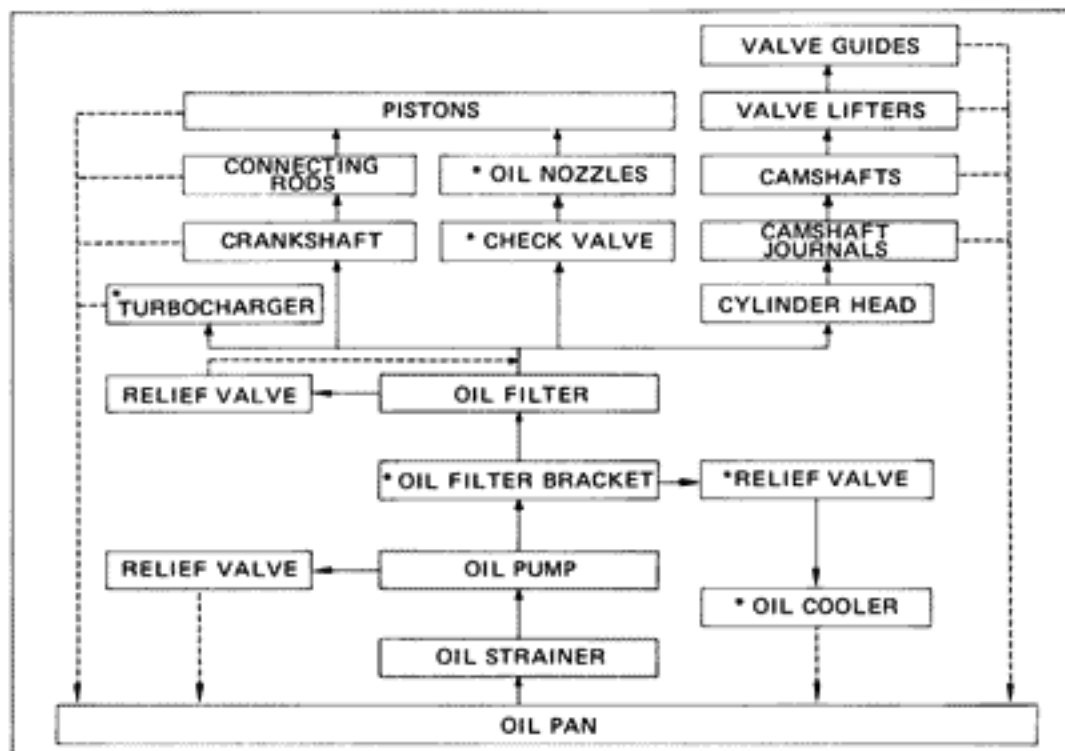 VALVE GUIDES
PISTONS
VALVE LIFTERS
CONNECTING
RODS
* OIL NOZZLES
CAMSHAFTS
CRANKSHAFT
* CHECK VALVE
CAMSHAFT
JOURNALS
*TURBOCHARGER
CYLINDER HEAD
RELIEF VALVE
OIL FILTER
* OIL FILTER BRACKET
*RELIEF VALVE
RELIEF VALVE
OIL PUMP
* OIL COOLER
OIL STRAINER
OIL PAN